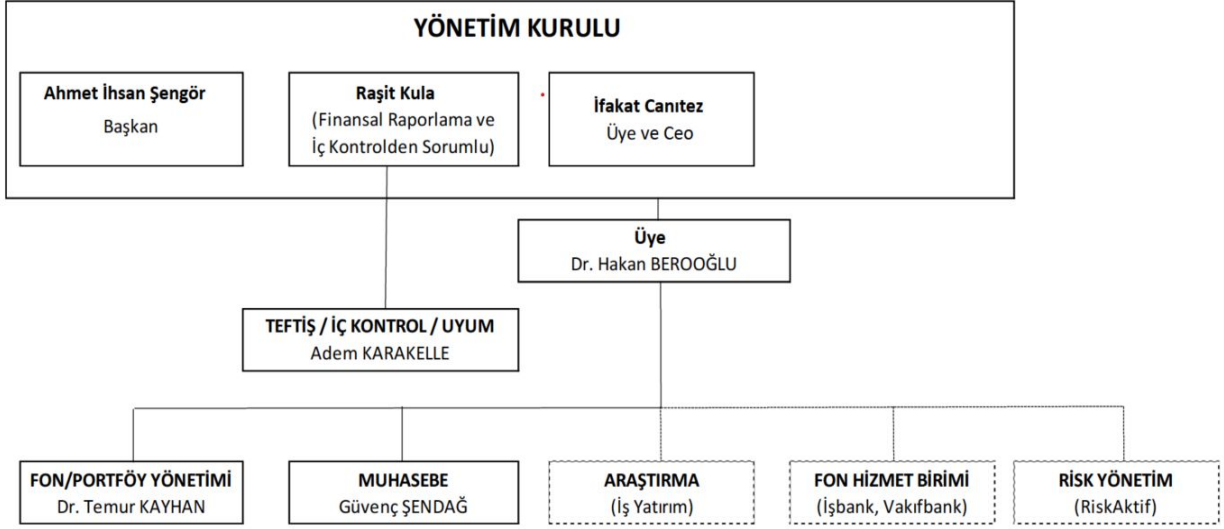 YÖNETİM KURULU
Ahmet İhsan Şengör
Başkan
Raşit Kula
(Finansal Raporlama ve
İç Kontrolden Sorumlu)
İfakat Canıtez
Üye ve Ceo
Üye
Dr. Hakan BEROOĞLU
TEFTİŞ / İÇ KONTROL / UYUM
Adem KARAKELLE
FON/PORTFÖY YÖNETİMİ
Dr. Temur KAYHAN
MUHASEBE
Güvenç ŞENDAĞ
ARAŞTIRMA
(İş Yatırım)
FON HİZMET BİRİMİ
(İşbank, Vakıfbank)
RİSK YÖNETİM
(RiskAktif)